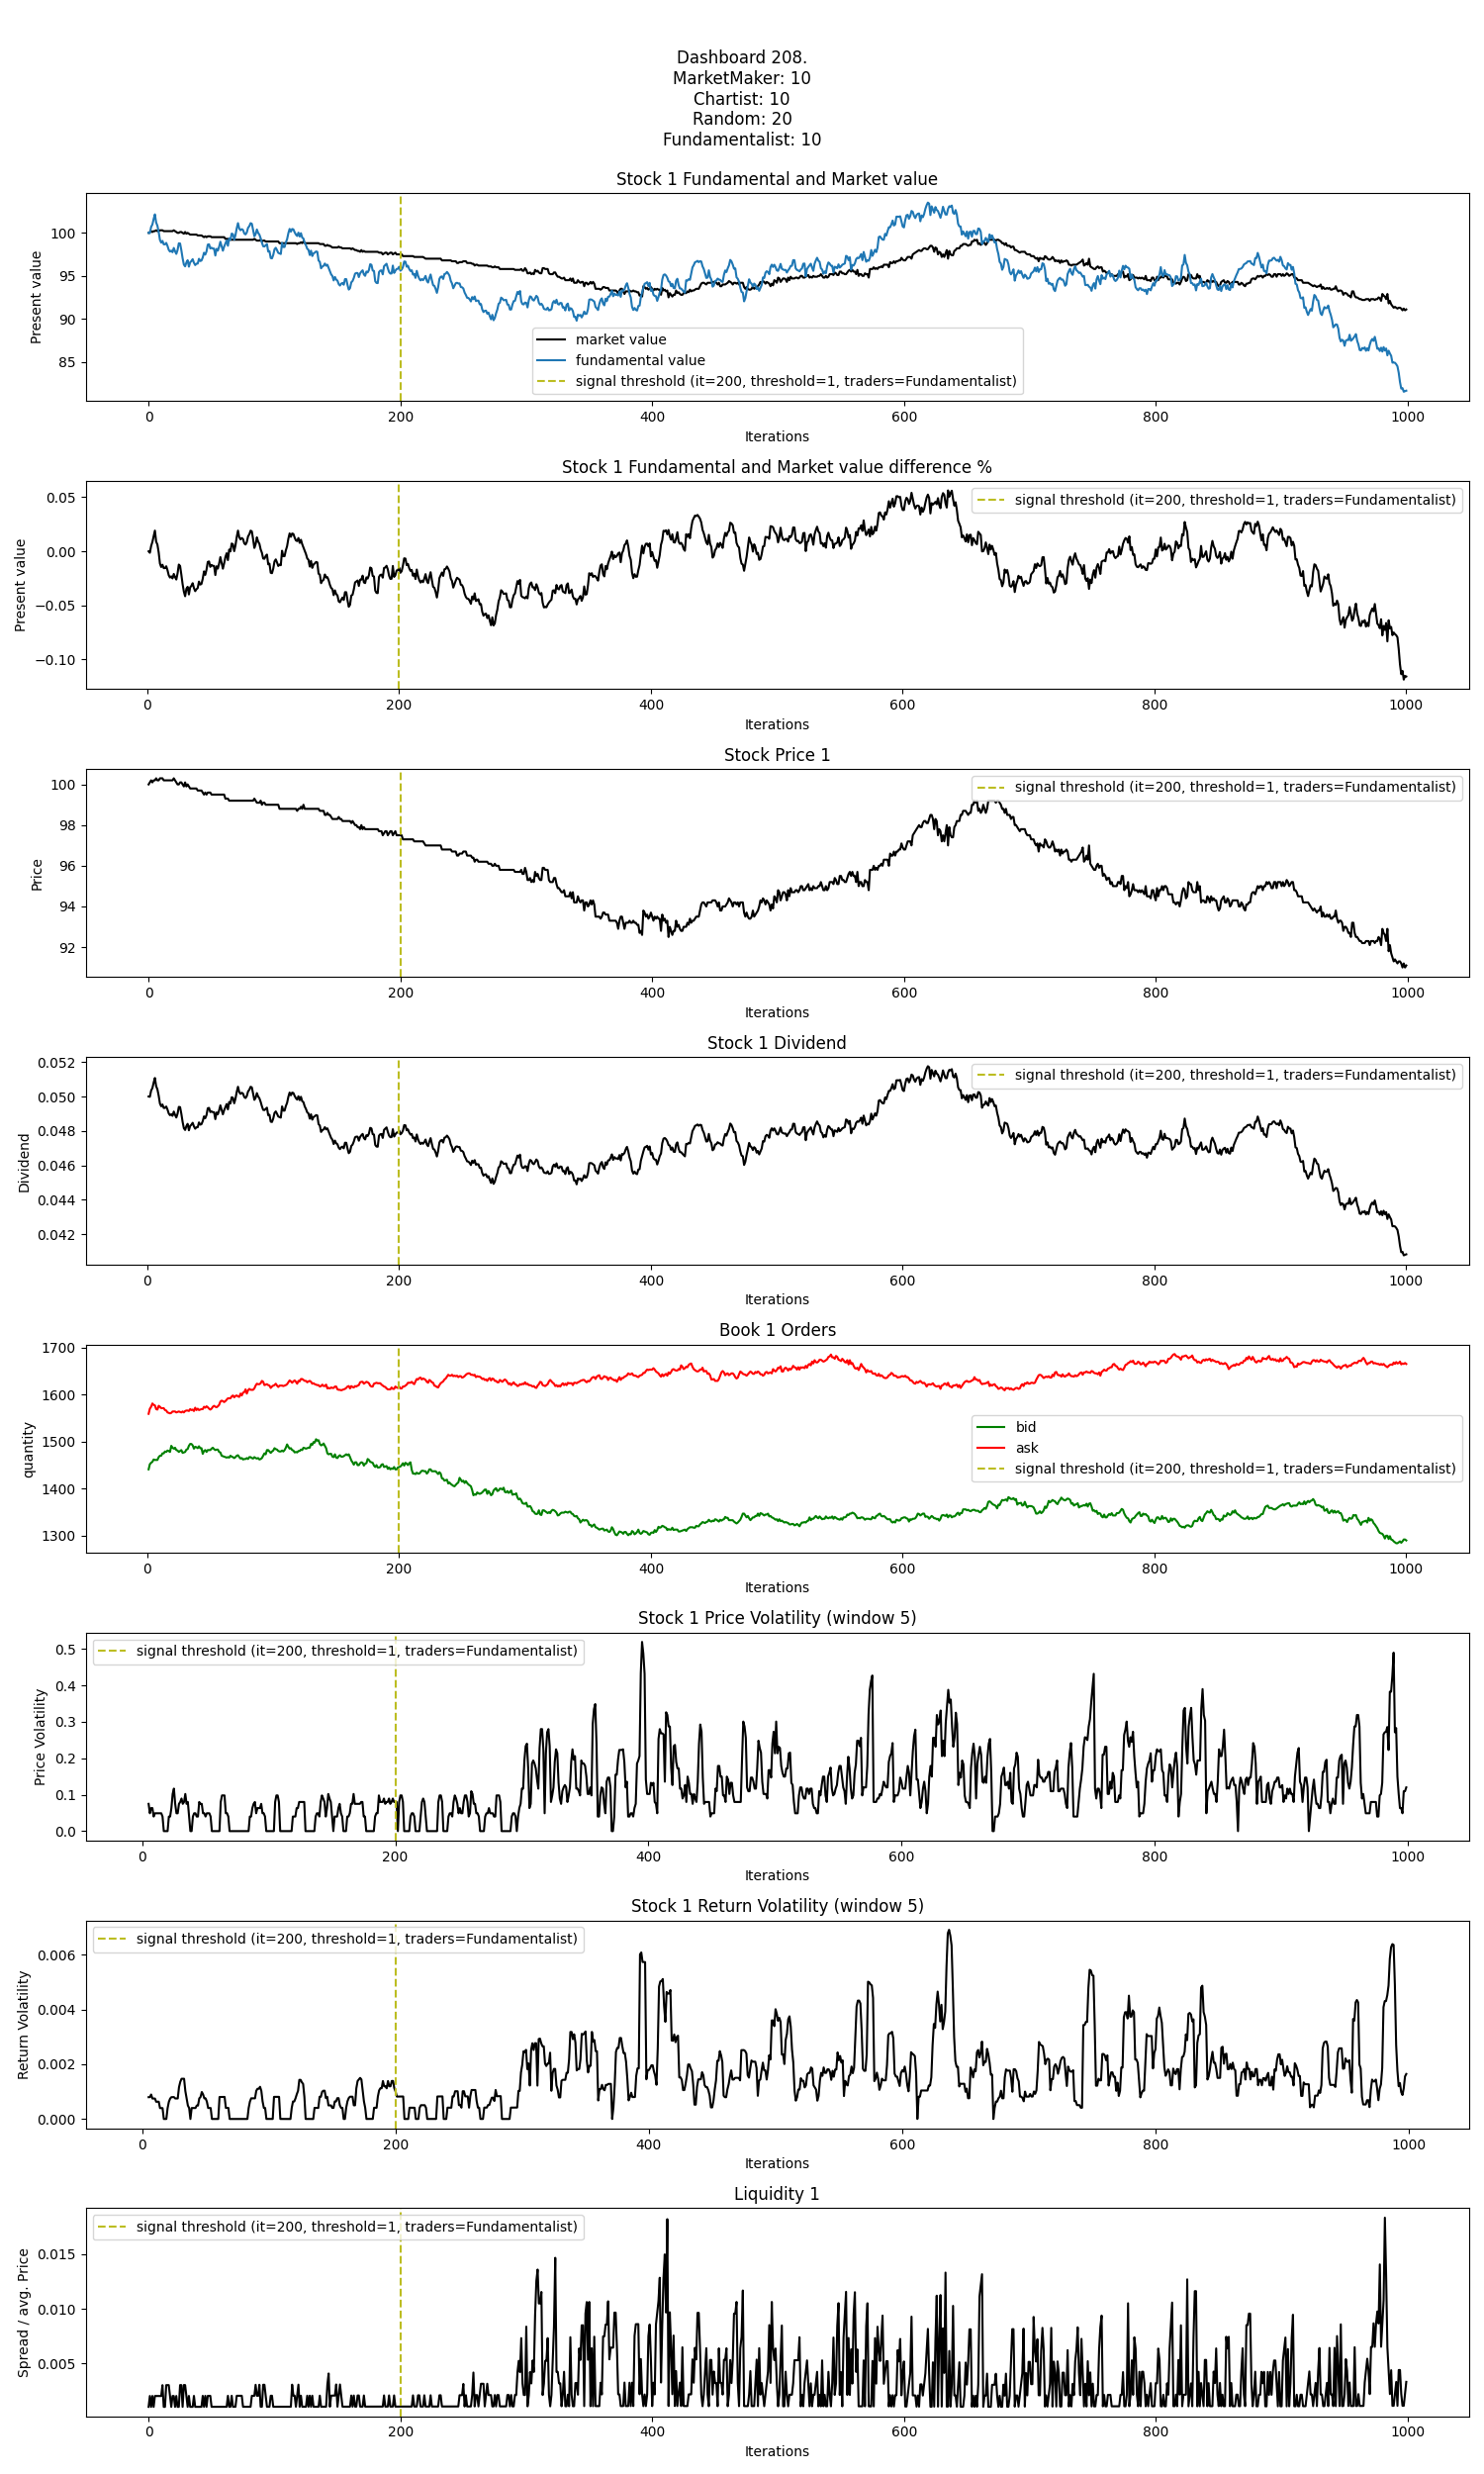 Dashboard 208.
MarketMaker: 10
Chartist: 10
Random: 20
Fundamentalist: 10
Stock 1 Fundamental and Market value
Present value
100
95
90
85
market value
fundamental value
signal threshold (it=200, threshold=1, traders=Fundamentalist)
0 200 400 600 800 1000
Iterations
Stock 1 Fundamental and Market value difference %
Present value
0.05
0.00
−0.05
−0.10
signal threshold (it=200, threshold=1, traders=Fundamentalist)
0 200 400 600 800 1000
Iterations
Stock Price 1
Price
100
98
96
94
92
signal threshold (it=200, threshold=1, traders=Fundamentalist)
0 200 400 600 800 1000
Iterations
Stock 1 Dividend
Dividend
0.052
0.050
0.048
0.046
0.044
0.042
signal threshold (it=200, threshold=1, traders=Fundamentalist)
0 200 400 600 800 1000
Iterations
Book 1 Orders
quantity
1700
1600
1500
1400
1300
bid
ask
signal threshold (it=200, threshold=1, traders=Fundamentalist)
0 200 400 600 800 1000
Iterations
Stock 1 Price Volatility (window 5)
Price Volatility
0.5
0.4
0.3
0.2
0.1
0.0
signal threshold (it=200, threshold=1, traders=Fundamentalist)
0 200 400 600 800 1000
Iterations
Stock 1 Return Volatility (window 5)
Return Volatility
0.006
0.004
0.002
0.000
signal threshold (it=200, threshold=1, traders=Fundamentalist)
0 200 400 600 800 1000
Iterations
Liquidity 1
Spread / avg. Price
0.015
0.010
0.005
signal threshold (it=200, threshold=1, traders=Fundamentalist)
0 200 400 600 800 1000
Iterations